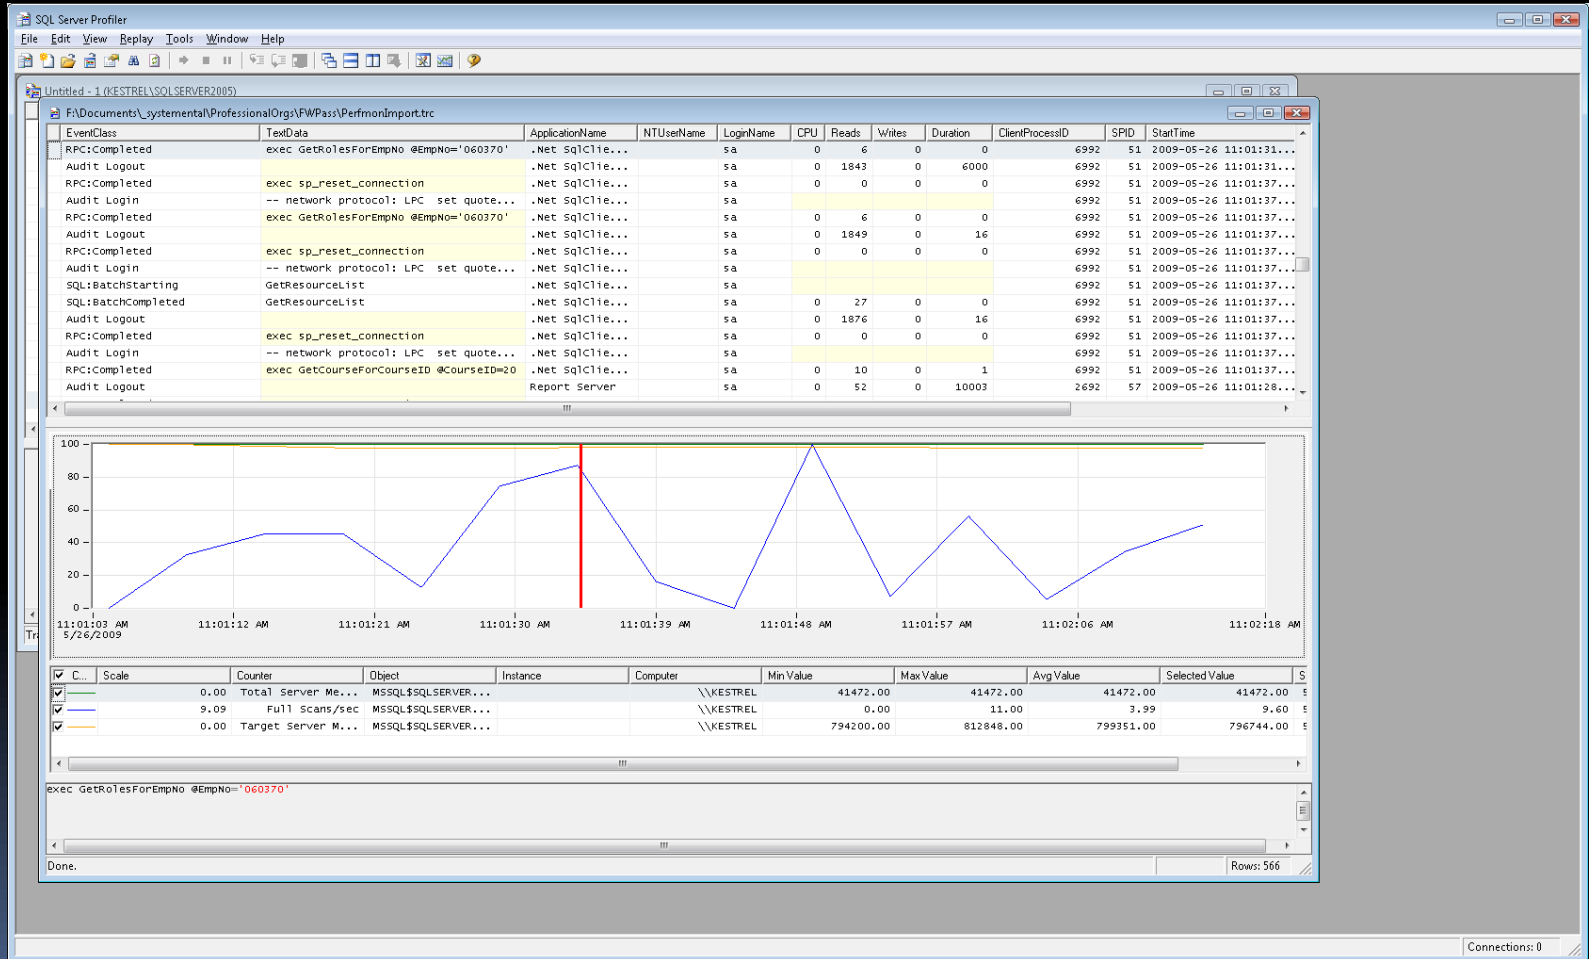 SQL Server Profiler
File Edit View Replay Tools Window Help
Untitled - 1 (KESTREL\SQLSERVER2005)
F:\Documents\_systemental\ProfessionalOrgs\FWPass\PerfmonImport.trc
EventClass TextData ApplicationName NTUserName LoginName CPU Reads Writes Duration ClientProcessID SPID StartTime
RPC:Completed exec GetRolesForEmpNo @EmpNo='060370' .Net SqlClie... sa 0 6 0 0 6992 51 2009-05-26 11:01:31...
Audit Logout .Net SqlClie... sa 0 1843 0 6000 6992 51 2009-05-26 11:01:31...
RPC:Completed exec sp_reset_connection .Net SqlClie... sa 0 0 0 0 6992 51 2009-05-26 11:01:37...
Audit Login -- network protocol: LPC set quote... .Net SqlClie... sa 6992 51 2009-05-26 11:01:37...
RPC:Completed exec GetRolesForEmpNo @EmpNo='060370' .Net SqlClie... sa 0 6 0 0 6992 51 2009-05-26 11:01:37...
Audit Logout .Net SqlClie... sa 0 1849 0 16 6992 51 2009-05-26 11:01:37...
RPC:Completed exec sp_reset_connection .Net SqlClie... sa 0 0 0 0 6992 51 2009-05-26 11:01:37...
Audit Login -- network protocol: LPC set quote... .Net SqlClie... sa 6992 51 2009-05-26 11:01:37...
SQL:BatchStarting GetResourceList .Net SqlClie... sa 6992 51 2009-05-26 11:01:37...
SQL:BatchCompleted GetResourceList .Net SqlClie... sa 0 27 0 0 6992 51 2009-05-26 11:01:37...
Audit Logout .Net SqlClie... sa 0 1876 0 16 6992 51 2009-05-26 11:01:37...
RPC:Completed exec sp_reset_connection .Net SqlClie... sa 0 0 0 0 6992 51 2009-05-26 11:01:37...
Audit Login -- network protocol: LPC set quote... .Net SqlClie... sa 6992 51 2009-05-26 11:01:37...
RPC:Completed exec GetCourseForCourseID @CourseID=20 .Net SqlClie... sa 0 10 0 1 6992 51 2009-05-26 11:01:37...
Audit Logout Report Server sa 0 52 0 10003 2692 57 2009-05-26 11:01:28...
100
80
60
40
20
0
11:01:03 AM 11:01:12 AM 11:01:21 AM 11:01:30 AM 11:01:39 AM 11:01:48 AM 11:01:57 AM 11:02:06 AM 11:02:18 AM
5/26/2009
C... Scale Counter Object Instance Computer Min Value Max Value Avg Value Selected Value S
0.00 Total Server Me... MSSQL$SQLSERVER... \\KESTREL 41472.00 41472.00 41472.00 41472.00
9.09 Full Scans/sec MSSQL$SQLSERVER... \\KESTREL 0.00 11.00 3.99 9.60
0.00 Target Server M... MSSQL$SQLSERVER... \\KESTREL 794200.00 812848.00 799351.00 796744.00
exec GetRolesForEmpNo @EmpNo='060370'
Done. Rows: 566
Tra
Connections: 0